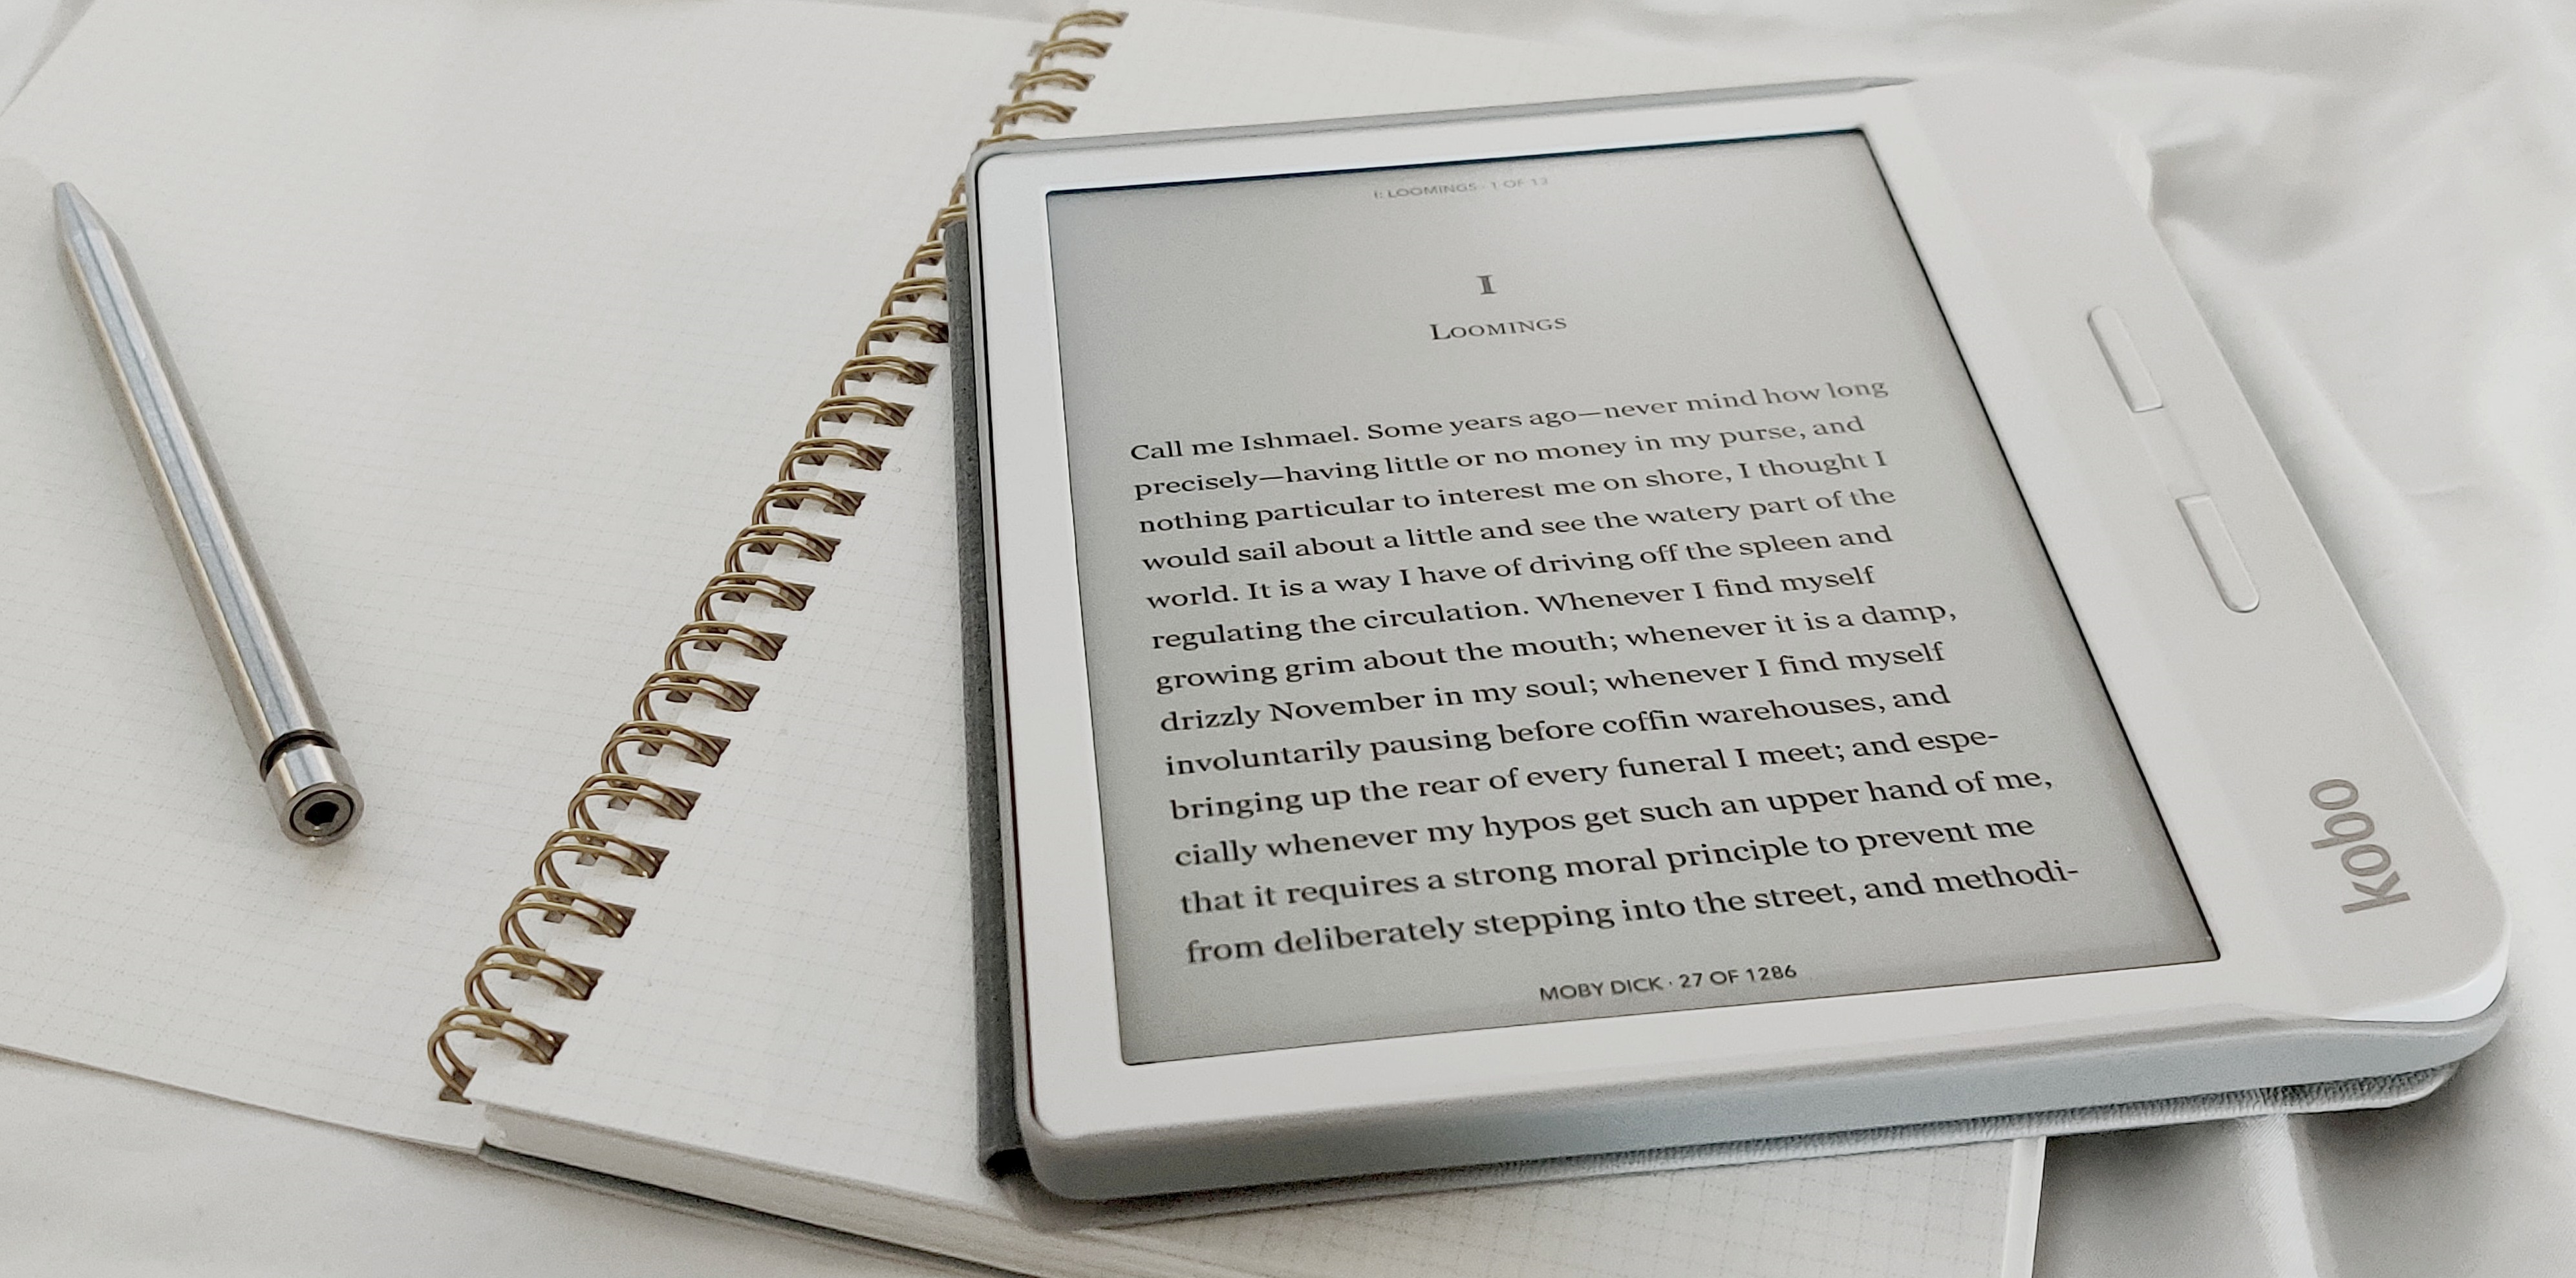 I: LOOMINGS · 1 OF 13
I
LOOMINGS
Call me Ishmael. Some years ago—never mind how long
precisely—having little or no money in my purse, and
nothing particular to interest me on shore, I thought I
would sail about a little and see the watery part of the
world. It is a way I have of driving off the spleen and
regulating the circulation. Whenever I find myself
growing grim about the mouth; whenever it is a damp,
drizzly November in my soul; whenever I find myself
involuntarily pausing before coffin warehouses, and
bringing up the rear of every funeral I meet; and espe-
cially whenever my hypos get such an upper hand of me,
that it requires a strong moral principle to prevent me
from deliberately stepping into the street, and methodi-
MOBY DICK · 27 OF 1286
kobo